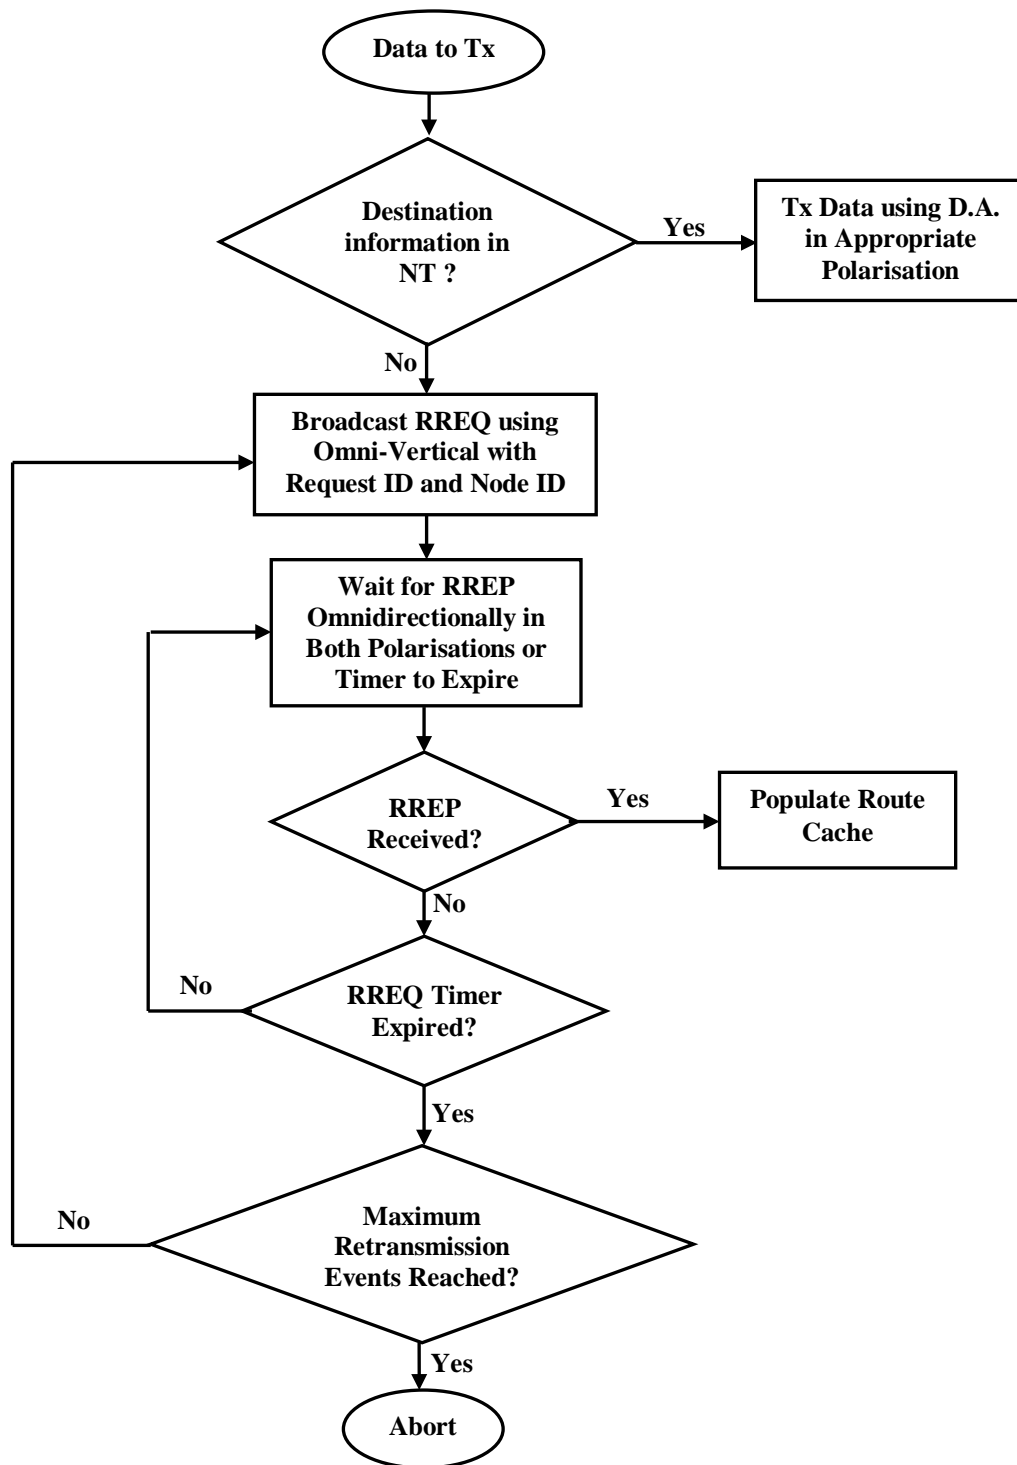 Data to Tx
Destination
information in
NT ?
Yes
Tx Data using D.A.
in Appropriate
Polarisation
No
Broadcast RREQ using
Omni-Vertical with
Request ID and Node ID
Wait for RREP
Omnidirectionally in
Both Polarisations or
Timer to Expire
RREP
Received?
Yes
Populate Route
Cache
No
RREQ Timer
Expired?
No
Yes
Maximum
Retransmission
Events Reached?
No
Yes
Abort